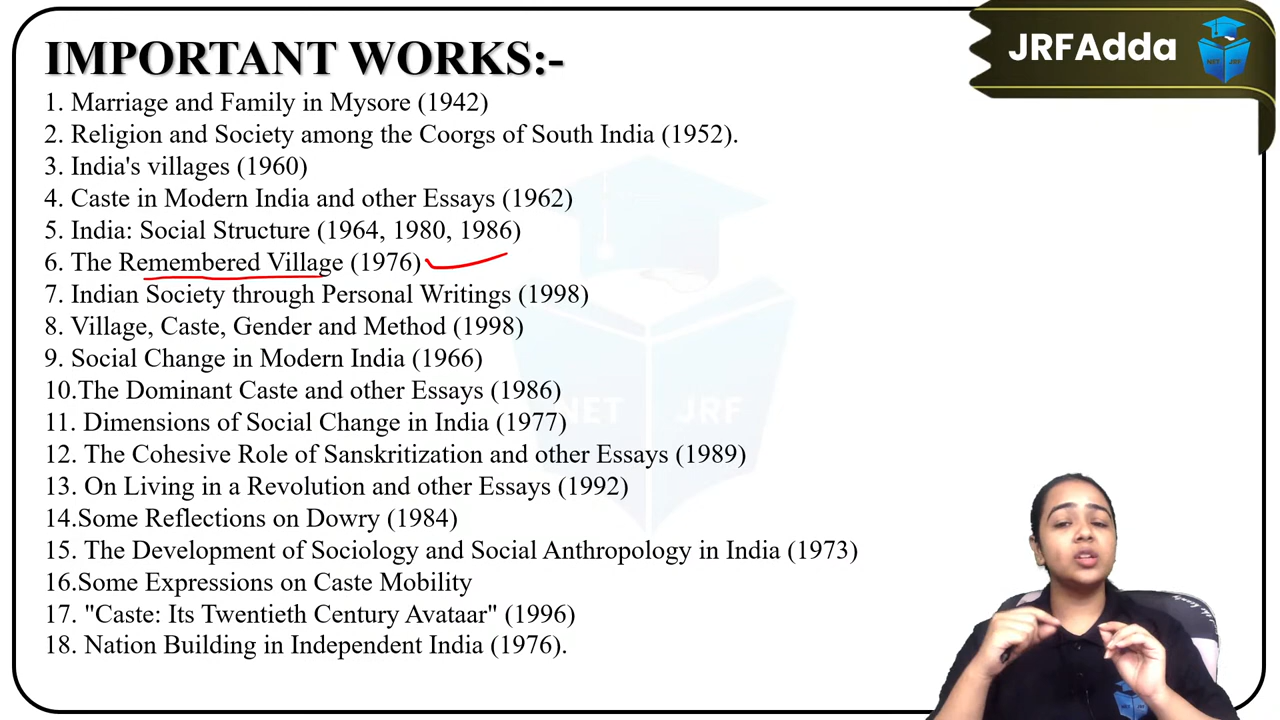 IMPORTANT WORKS:-
JRFAdda
NET JRF
1. Marriage and Family in Mysore (1942)
2. Religion and Society among the Coorgs of South India (1952).
3. India's villages (1960)
4. Caste in Modern India and other Essays (1962)
5. India: Social Structure (1964, 1980, 1986)
6. The Remembered Village (1976)
7. Indian Society through Personal Writings (1998)
8. Village, Caste, Gender and Method (1998)
9. Social Change in Modern India (1966)
10.The Dominant Caste and other Essays (1986)
NET JRF
11. Dimensions of Social Change in India (1977)
12. The Cohesive Role of Sanskritization and other Essays (1989)
13. On Living in a Revolution and other Essays (1992)
14.Some Reflections on Dowry (1984)
15. The Development of Sociology and Social Anthropology in India (1973)
16.Some Expressions on Caste Mobility
17. "Caste: Its Twentieth Century Avataar" (1996)
18. Nation Building in Independent India (1976).